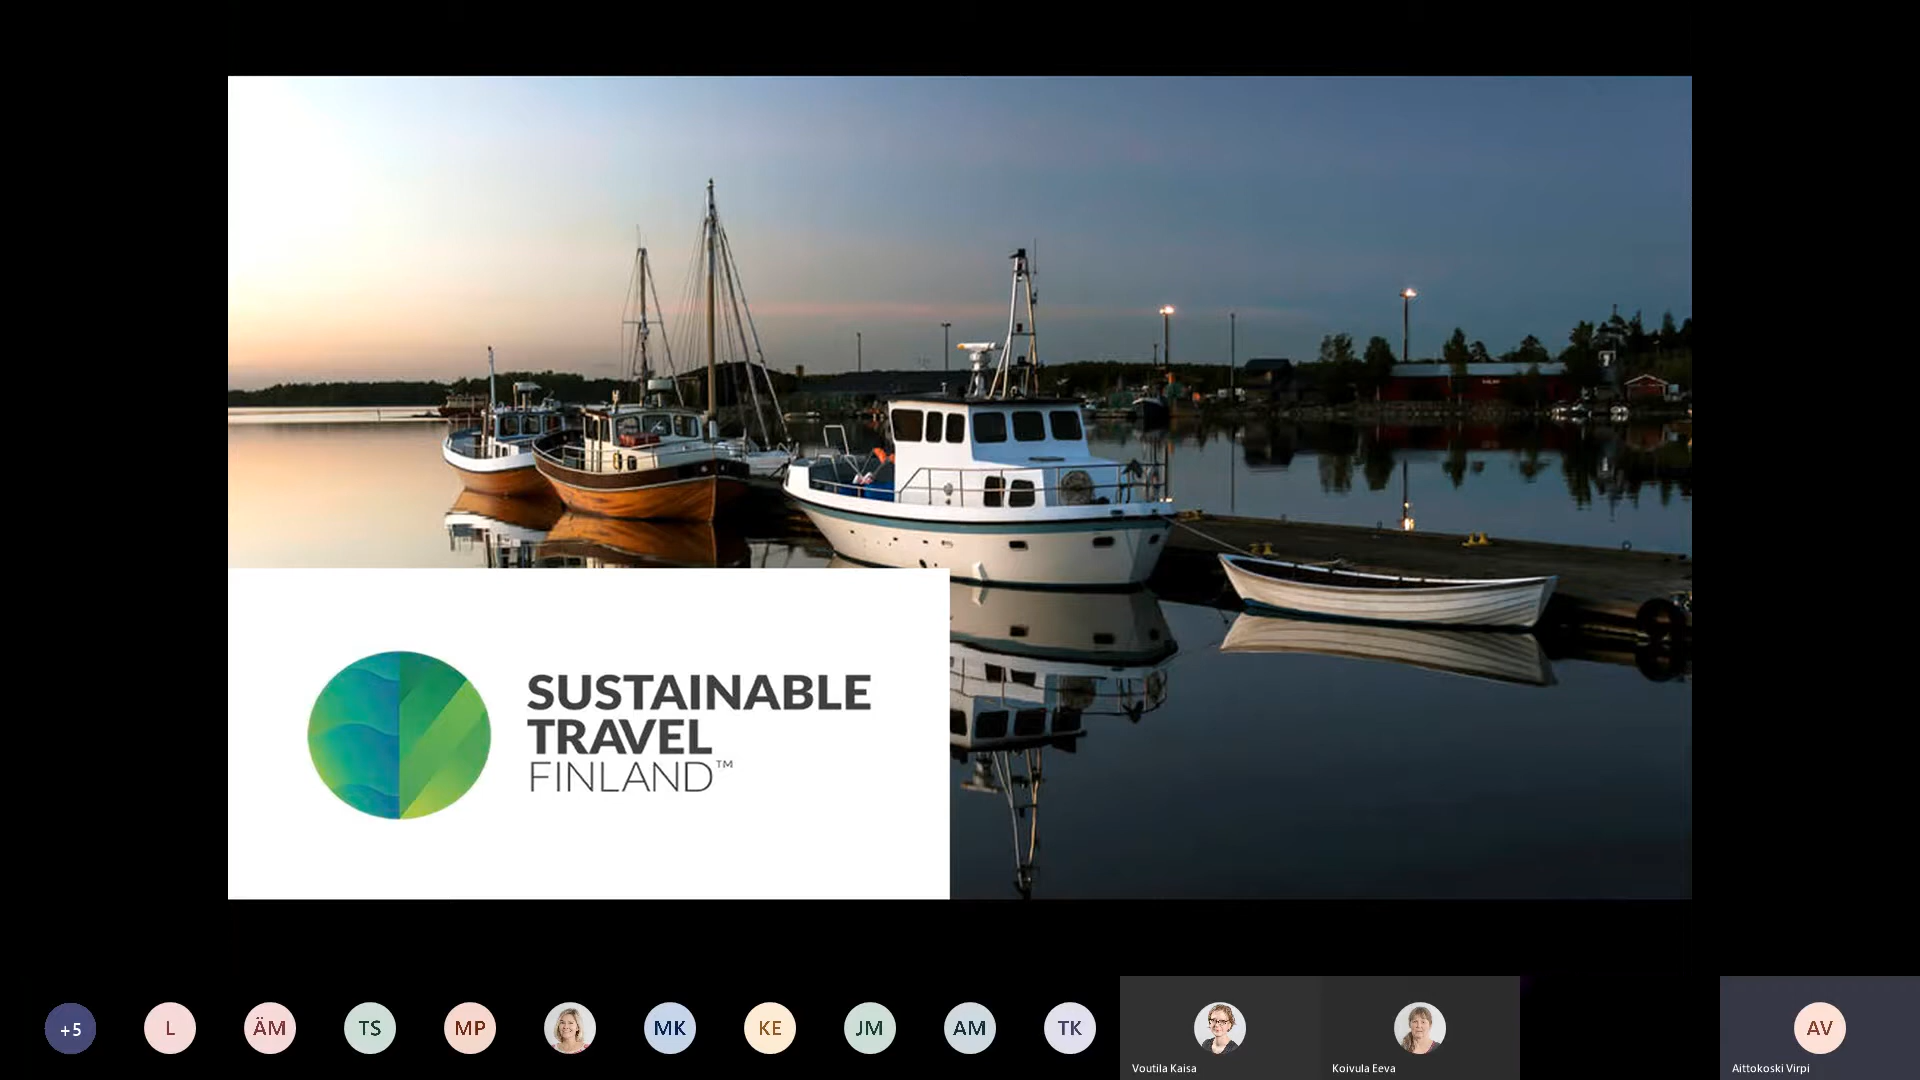 SUSTAINABLE
TRAVEL
FINLAND™
+5
L
ÄM
TS
MP
MK
KE
JM
AM
TK
Voutila Kaisa
Koivula Eeva
AV
Aittokoski Virpi